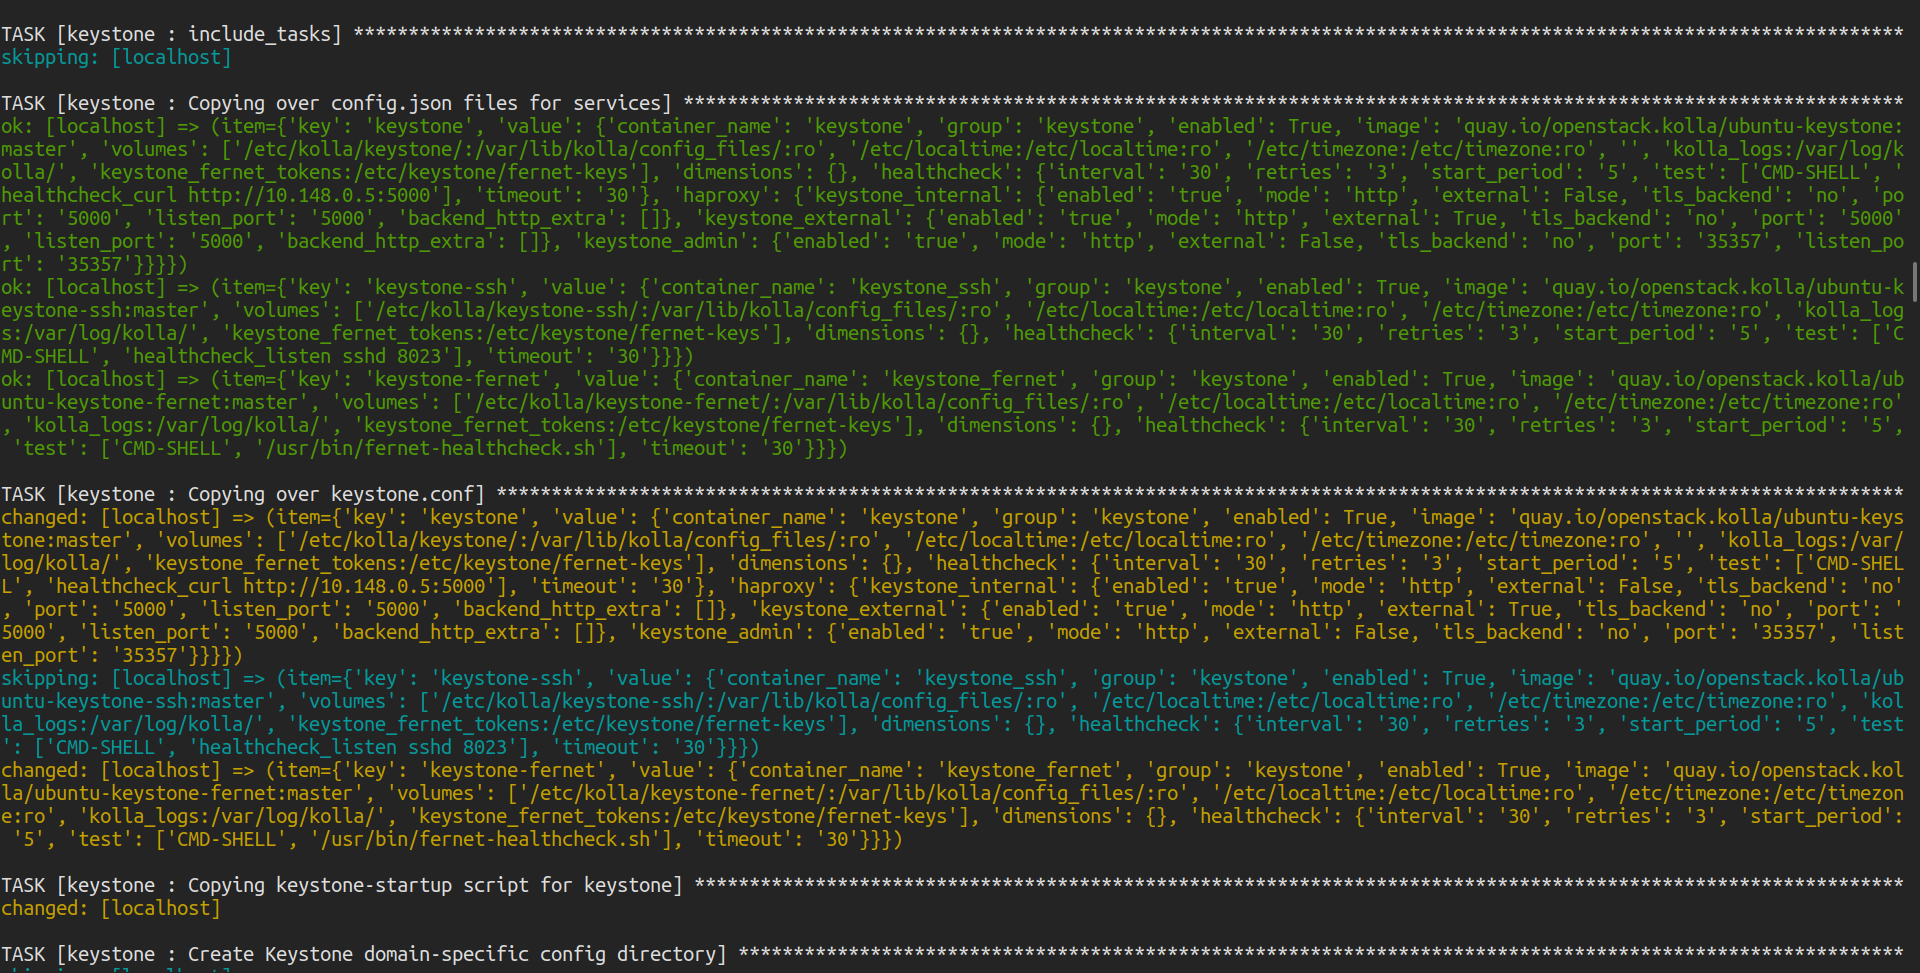 TASK [keystone : include_tasks] *********************************************************************************************************************************************
skipping: [localhost]
TASK [keystone : Copying over config.json files for services] ***************************************************************************************************************
ok: [localhost] => (item={'key': 'keystone', 'value': {'container_name': 'keystone', 'group': 'keystone', 'enabled': True, 'image': 'quay.io/openstack.kolla/ubuntu-keystone:
master', 'volumes': ['/etc/kolla/keystone/:/var/lib/kolla/config_files/:ro', '/etc/localtime:/etc/localtime:ro', '/etc/timezone:/etc/timezone:ro', '', 'kolla_logs:/var/log/k
olla/', 'keystone_fernet_tokens:/etc/keystone/fernet-keys'], 'dimensions': {}, 'healthcheck': {'interval': '30', 'retries': '3', 'start_period': '5', 'test': ['CMD-SHELL', '
healthcheck_curl http://10.148.0.5:5000'], 'timeout': '30'}, 'haproxy': {'keystone_internal': {'enabled': 'true', 'mode': 'http', 'external': False, 'tls_backend': 'no', 'po
rt': '5000', 'listen_port': '5000', 'backend_http_extra': []}, 'keystone_external': {'enabled': 'true', 'mode': 'http', 'external': True, 'tls_backend': 'no', 'port': '5000'
, 'listen_port': '5000', 'backend_http_extra': []}, 'keystone_admin': {'enabled': 'true', 'mode': 'http', 'external': False, 'tls_backend': 'no', 'port': '35357', 'listen_po
rt': '35357'}}}})
ok: [localhost] => (item={'key': 'keystone-ssh', 'value': {'container_name': 'keystone_ssh', 'group': 'keystone', 'enabled': True, 'image': 'quay.io/openstack.kolla/ubuntu-k
eystone-ssh:master', 'volumes': ['/etc/kolla/keystone-ssh/:/var/lib/kolla/config_files/:ro', '/etc/localtime:/etc/localtime:ro', '/etc/timezone:/etc/timezone:ro', 'kolla_log
s:/var/log/kolla/', 'keystone_fernet_tokens:/etc/keystone/fernet-keys'], 'dimensions': {}, 'healthcheck': {'interval': '30', 'retries': '3', 'start_period': '5', 'test': ['C
MD-SHELL', 'healthcheck_listen sshd 8023'], 'timeout': '30'}}})
ok: [localhost] => (item={'key': 'keystone-fernet', 'value': {'container_name': 'keystone_fernet', 'group': 'keystone', 'enabled': True, 'image': 'quay.io/openstack.kolla/ub
untu-keystone-fernet:master', 'volumes': ['/etc/kolla/keystone-fernet/:/var/lib/kolla/config_files/:ro', '/etc/localtime:/etc/localtime:ro', '/etc/timezone:/etc/timezone:ro'
, 'kolla_logs:/var/log/kolla/', 'keystone_fernet_tokens:/etc/keystone/fernet-keys'], 'dimensions': {}, 'healthcheck': {'interval': '30', 'retries': '3', 'start_period': '5',
'test': ['CMD-SHELL', '/usr/bin/fernet-healthcheck.sh'], 'timeout': '30'}}})
TASK [keystone : Copying over keystone.conf] ********************************************************************************************************************************
changed: [localhost] => (item={'key': 'keystone', 'value': {'container_name': 'keystone', 'group': 'keystone', 'enabled': True, 'image': 'quay.io/openstack.kolla/ubuntu-keys
tone:master', 'volumes': ['/etc/kolla/keystone/:/var/lib/kolla/config_files/:ro', '/etc/localtime:/etc/localtime:ro', '/etc/timezone:/etc/timezone:ro', '', 'kolla_logs:/var/
log/kolla/', 'keystone_fernet_tokens:/etc/keystone/fernet-keys'], 'dimensions': {}, 'healthcheck': {'interval': '30', 'retries': '3', 'start_period': '5', 'test': ['CMD-SHEL
L', 'healthcheck_curl http://10.148.0.5:5000'], 'timeout': '30'}, 'haproxy': {'keystone_internal': {'enabled': 'true', 'mode': 'http', 'external': False, 'tls_backend': 'no'
, 'port': '5000', 'listen_port': '5000', 'backend_http_extra': []}, 'keystone_external': {'enabled': 'true', 'mode': 'http', 'external': True, 'tls_backend': 'no', 'port': '
5000', 'listen_port': '5000', 'backend_http_extra': []}, 'keystone_admin': {'enabled': 'true', 'mode': 'http', 'external': False, 'tls_backend': 'no', 'port': '35357', 'list
en_port': '35357'}}}})
skipping: [localhost] => (item={'key': 'keystone-ssh', 'value': {'container_name': 'keystone_ssh', 'group': 'keystone', 'enabled': True, 'image': 'quay.io/openstack.kolla/ub
untu-keystone-ssh:master', 'volumes': ['/etc/kolla/keystone-ssh/:/var/lib/kolla/config_files/:ro', '/etc/localtime:/etc/localtime:ro', '/etc/timezone:/etc/timezone:ro', 'kol
la_logs:/var/log/kolla/', 'keystone_fernet_tokens:/etc/keystone/fernet-keys'], 'dimensions': {}, 'healthcheck': {'interval': '30', 'retries': '3', 'start_period': '5', 'test
': ['CMD-SHELL', 'healthcheck_listen sshd 8023'], 'timeout': '30'}}})
changed: [localhost] => (item={'key': 'keystone-fernet', 'value': {'container_name': 'keystone_fernet', 'group': 'keystone', 'enabled': True, 'image': 'quay.io/openstack.kol
la/ubuntu-keystone-fernet:master', 'volumes': ['/etc/kolla/keystone-fernet/:/var/lib/kolla/config_files/:ro', '/etc/localtime:/etc/localtime:ro', '/etc/timezone:/etc/timezon
e:ro', 'kolla_logs:/var/log/kolla/', 'keystone_fernet_tokens:/etc/keystone/fernet-keys'], 'dimensions': {}, 'healthcheck': {'interval': '30', 'retries': '3', 'start_period':
'5', 'test': ['CMD-SHELL', '/usr/bin/fernet-healthcheck.sh'], 'timeout': '30'}}})
TASK [keystone : Copying keystone-startup script for keystone] **************************************************************************************************************
changed: [localhost]
TASK [keystone : Create Keystone domain-specific config directory] **********************************************************************************************************